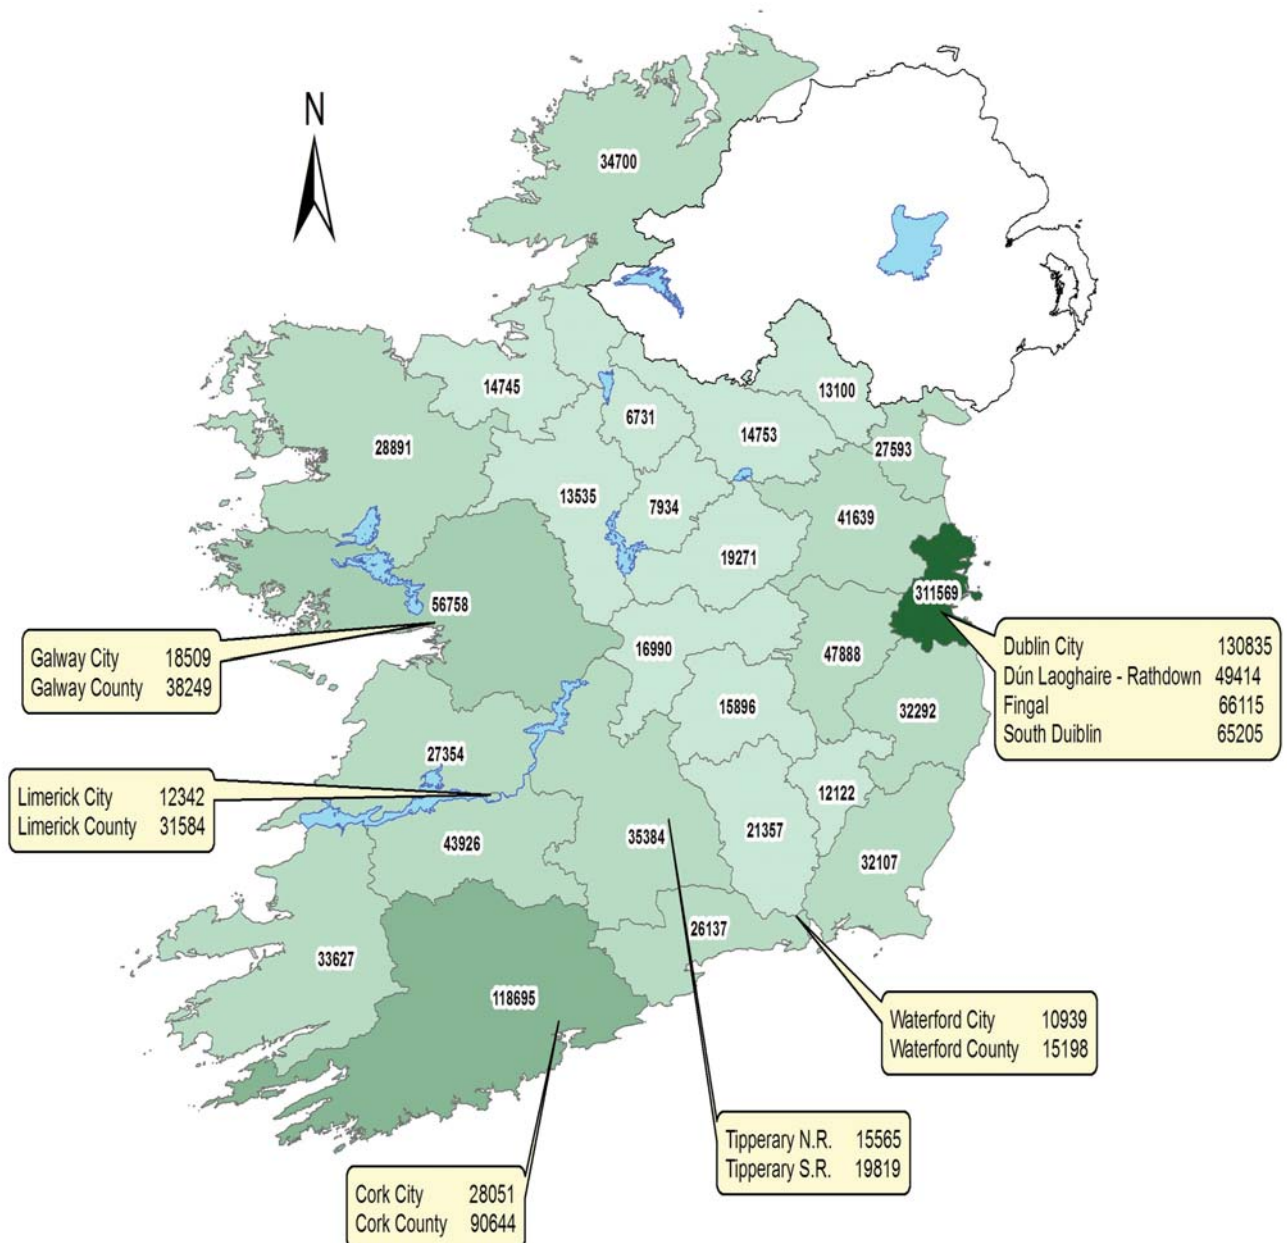 N
34700
14745
13100
6731
14753
28891
27593
13535
7934
41639
19271
56758
311569
16990
47888
Galway City 18509
Galway County 38249
Dublin City 130835
Dún Laoghaire - Rathdown 49414
Fingal 66115
South Duiblin 65205
15896
32292
27354
Limerick City 12342
Limerick County 31584
12122
43926
35384
21357
32107
26137
33627
118695
Waterford City 10939
Waterford County 15198
Tipperary N.R. 15565
Tipperary S.R. 19819
Cork City 28051
Cork County 90644